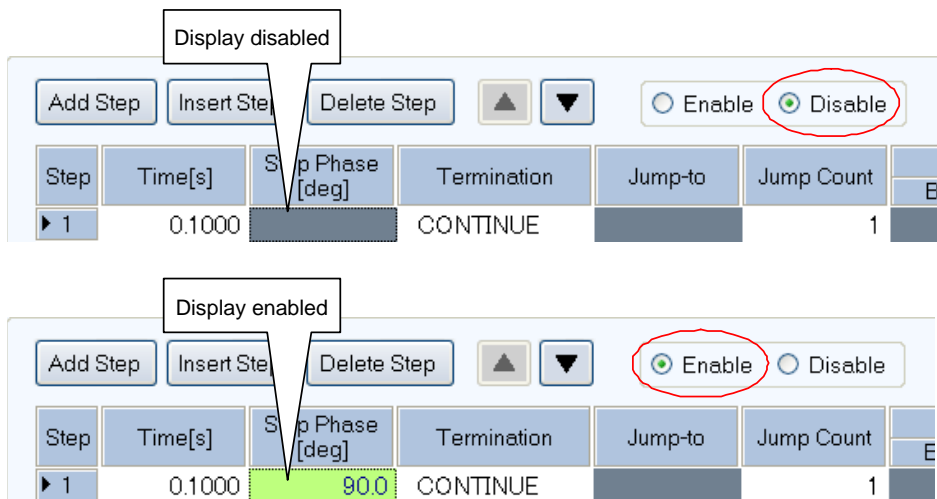 Display disabled
Add Step Insert Step Delete Step Enable Disable
Step Time[s] Step Phase [deg] Termination Jump-to Jump Count
1 0.1000 CONTINUE 1
Display enabled
Add Step Insert Step Delete Step Enable Disable
Step Time[s] Step Phase [deg] Termination Jump-to Jump Count
1 0.1000 90.0 CONTINUE 1